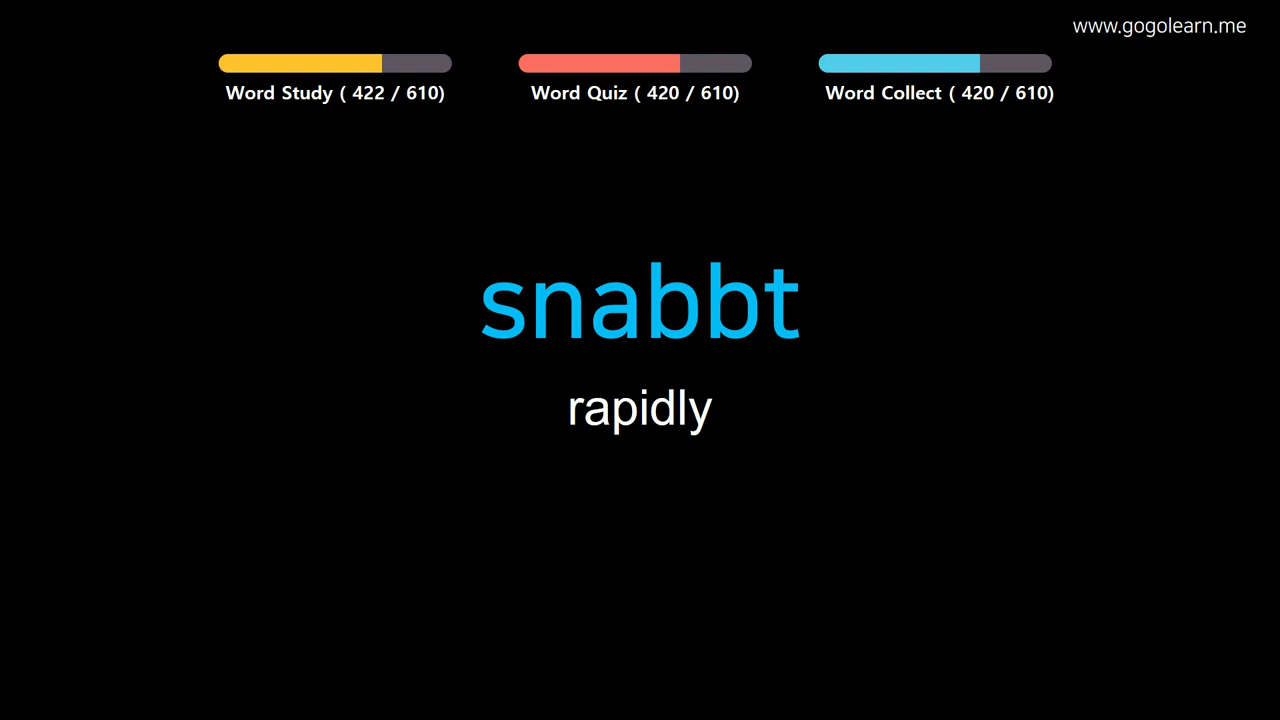 www.gogolearn.me
Word Study ( 422 / 610)
Word Quiz ( 420 / 610)
Word Collect ( 420 / 610)
snabbt
rapidly